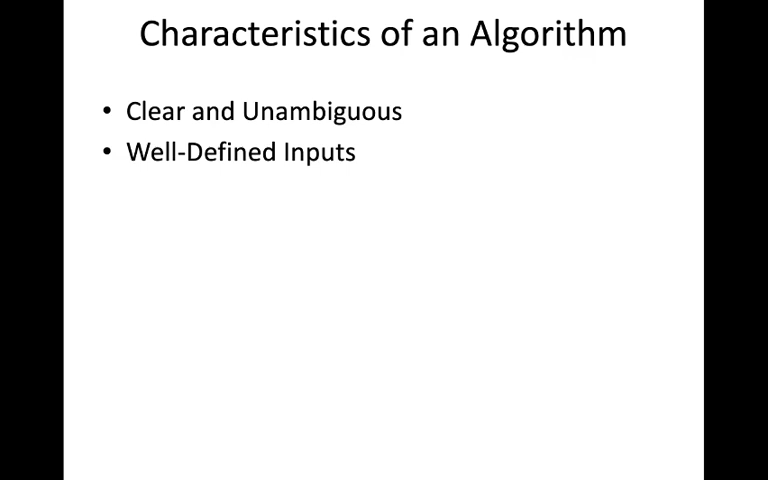 Characteristics of an Algorithm
• Clear and Unambiguous
• Well-Defined Inputs